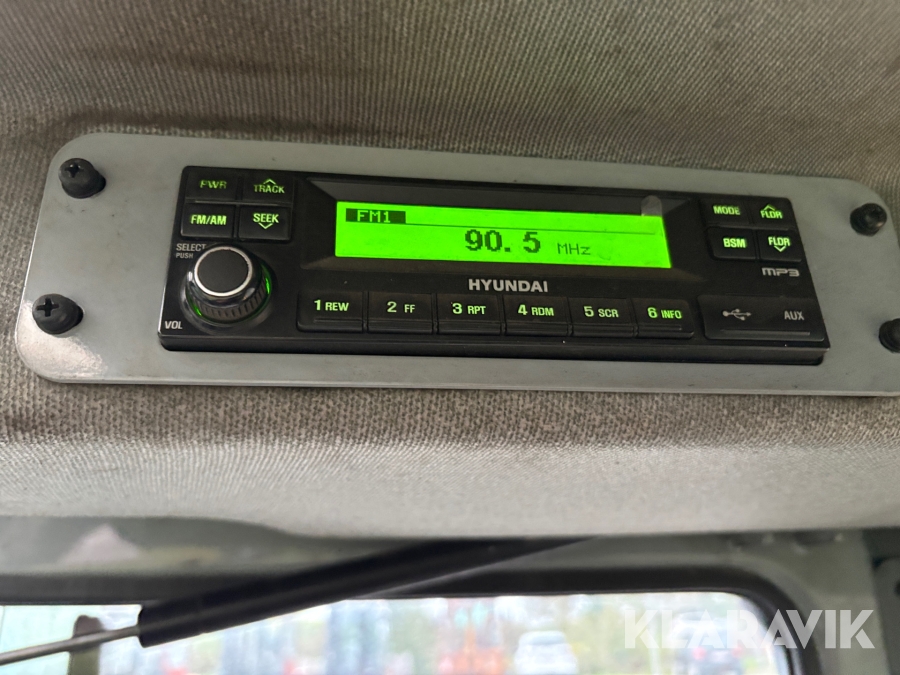 PWR TRACK
FM/AM SEEK
SELECT
PUSH
VOL
FM1
90.5 MHz
HYUNDAI
1 REW 2 FF 3 RPT 4 RDM 5 SCR 6 INFO
MODE FLDR
BSM FLDR
MP3
AUX
KLARAVIK